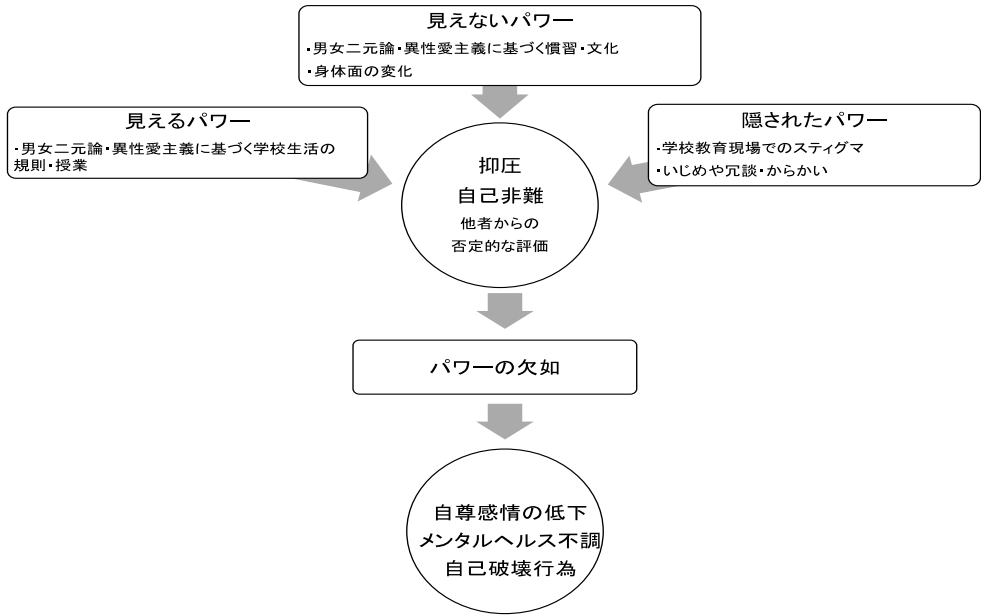 見えないパワー
・男女二元論・異性愛主義に基づく慣習・文化
・身体面の変化
見えるパワー
・男女二元論・異性愛主義に基づく学校生活の
規則・授業
隠されたパワー
・学校教育現場でのスティグマ
・いじめや冗談・からかい
抑圧
自己非難
他者からの
否定的な評価
パワーの欠如
自尊感情の低下
メンタルヘルス不調
自己破壊行為